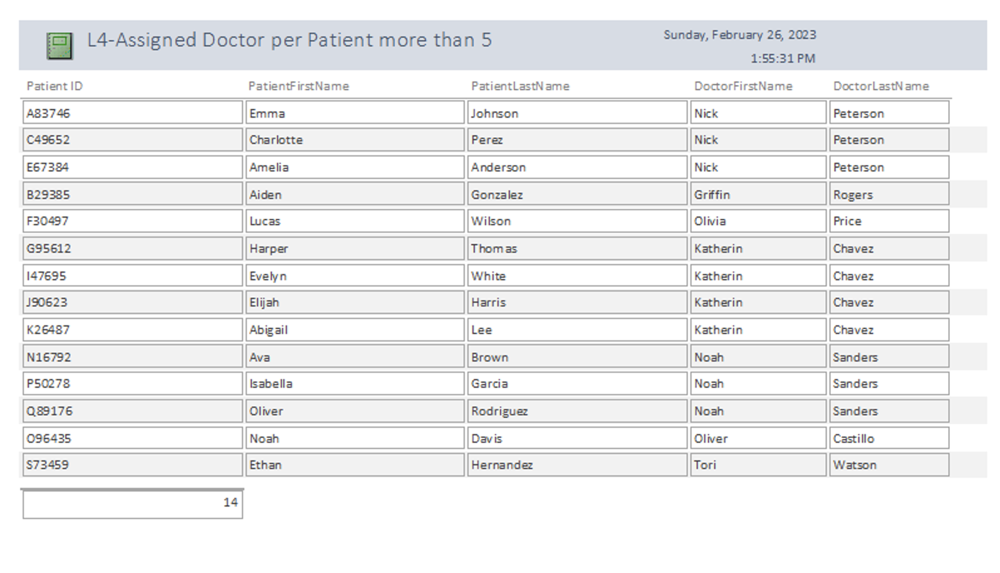 L4-Assigned Doctor per Patient more than 5
Sunday, February 26, 2023
1:55:31 PM
Patient ID PatientFirstName PatientLastName DoctorFirstName DoctorLastName
A83746 Emma Johnson Nick Peterson
C49652 Charlotte Perez Nick Peterson
E67384 Amelia Anderson Nick Peterson
B29385 Aiden Gonzalez Griffin Rogers
F30497 Lucas Wilson Olivia Price
G95612 Harper Thomas Katherin Chavez
I47695 Evelyn White Katherin Chavez
J90623 Elijah Harris Katherin Chavez
K26487 Abigail Lee Katherin Chavez
N16792 Ava Brown Noah Sanders
P50278 Isabella Garcia Noah Sanders
Q89176 Oliver Rodriguez Noah Sanders
O96435 Noah Davis Oliver Castillo
S73459 Ethan Hernandez Tori Watson
14